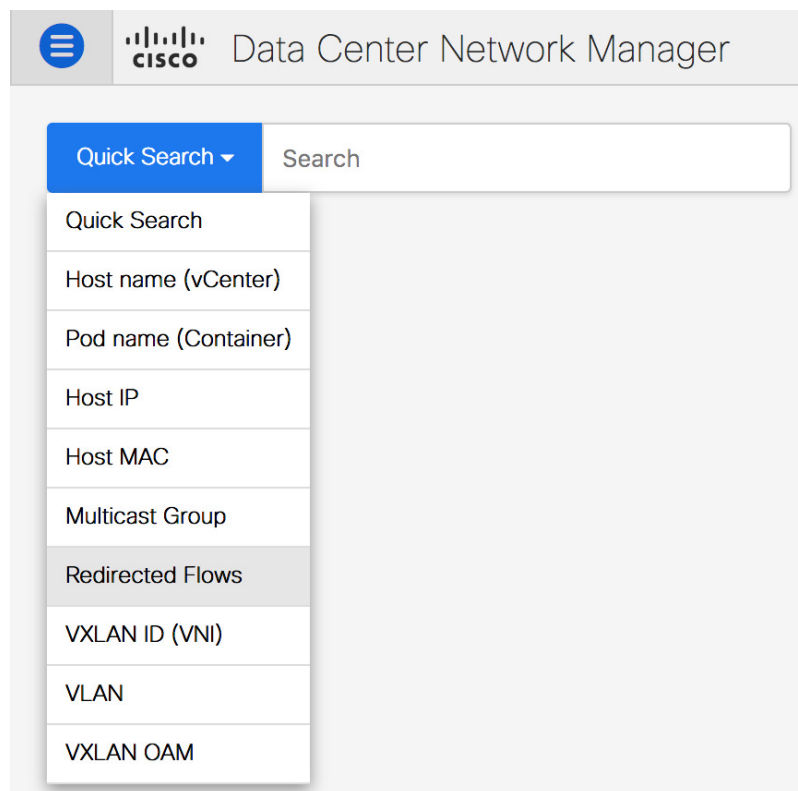 CISCO Data Center Network Manager
Quick Search Search
Quick Search
Host name (vCenter)
Pod name (Container)
Host IP
Host MAC
Multicast Group
Redirected Flows
VXLAN ID (VNI)
VLAN
VXLAN OAM